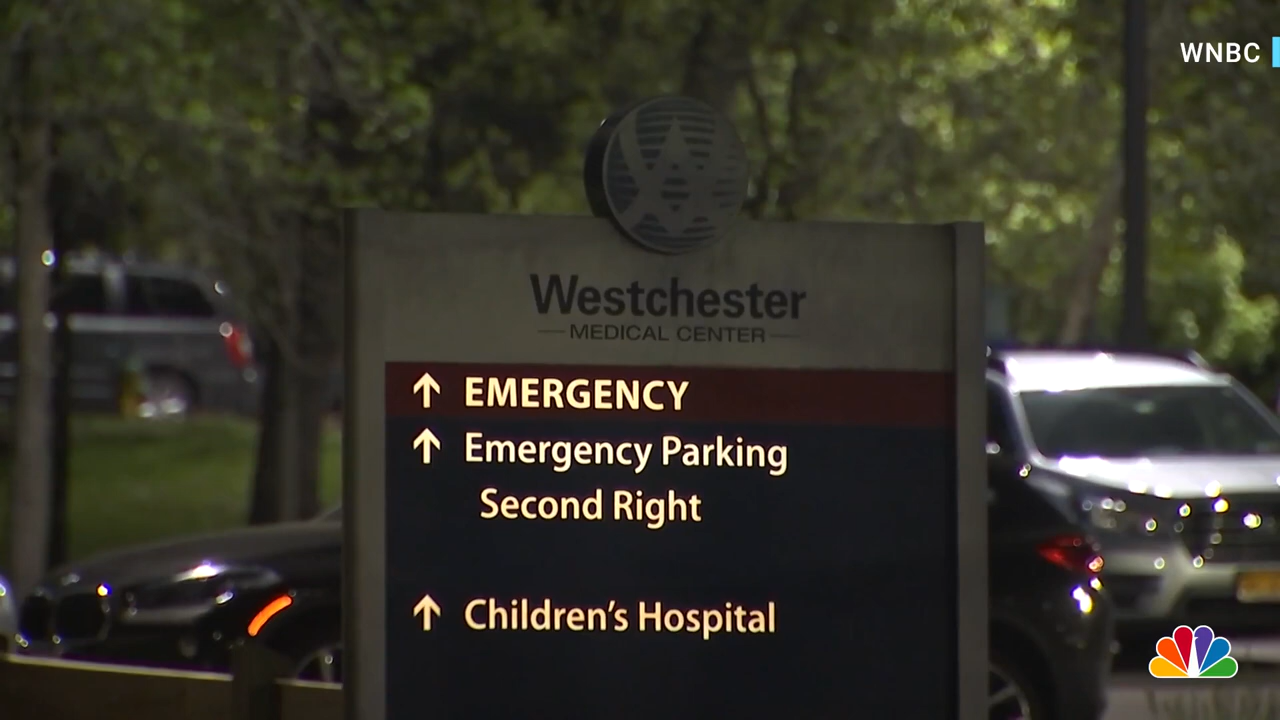 WNBC
Westchester
MEDICAL CENTER
↑ EMERGENCY
↑ Emergency Parking
Second Right
↑ Children's Hospital